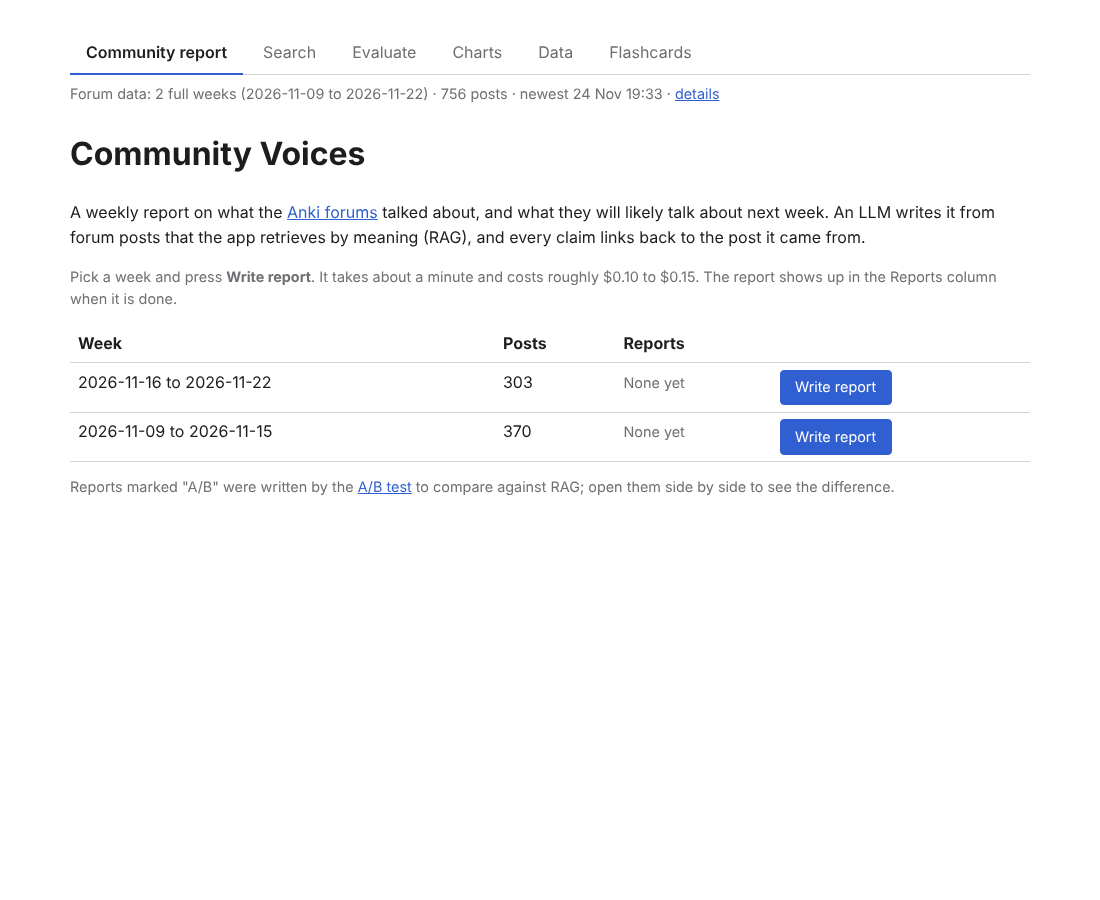 Community report Search Evaluate Charts Data Flashcards
Forum data: 2 full weeks (2026-11-09 to 2026-11-22) · 756 posts · newest 24 Nov 19:33 · details
Community Voices
A weekly report on what the Anki forums talked about, and what they will likely talk about next week. An LLM writes it from
forum posts that the app retrieves by meaning (RAG), and every claim links back to the post it came from.
Pick a week and press Write report. It takes about a minute and costs roughly $0.10 to $0.15. The report shows up in the Reports column
when it is done.
Week Posts Reports
2026-11-16 to 2026-11-22 303 None yet Write report
2026-11-09 to 2026-11-15 370 None yet Write report
Reports marked "A/B" were written by the A/B test to compare against RAG; open them side by side to see the difference.